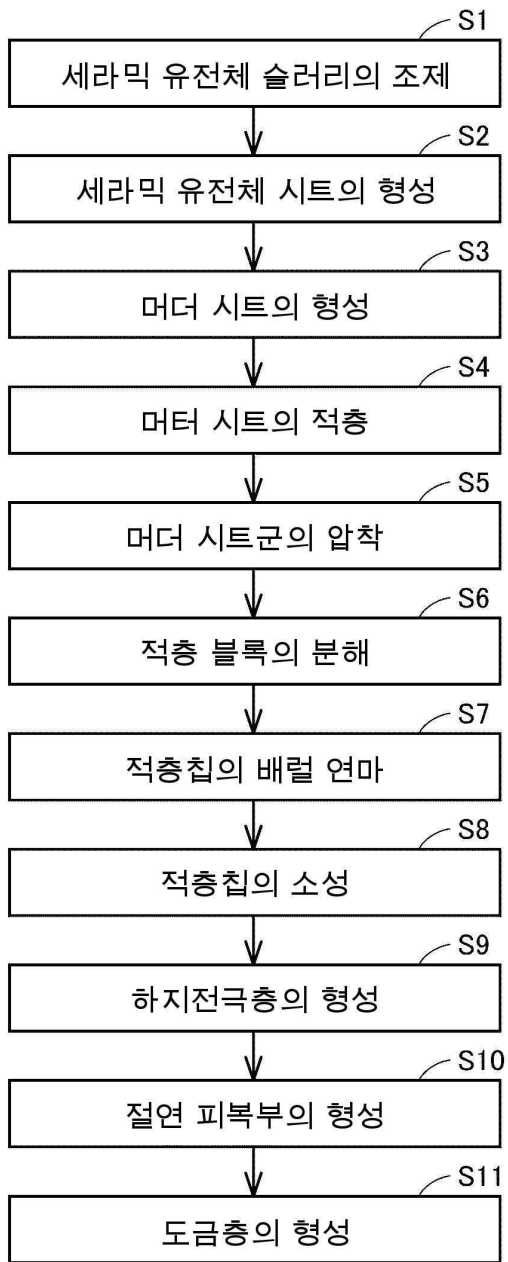 S1
세라믹 유전체 슬러리의 조제
S2
세라믹 유전체 시트의 형성
S3
머더 시트의 형성
S4
머터 시트의 적층
S5
머더 시트군의 압착
S6
적층 블록의 분해
S7
적층칩의 배럴 연마
S8
적층칩의 소성
S9
하지전극층의 형성
S10
절연 피복부의 형성
S11
도금층의 형성